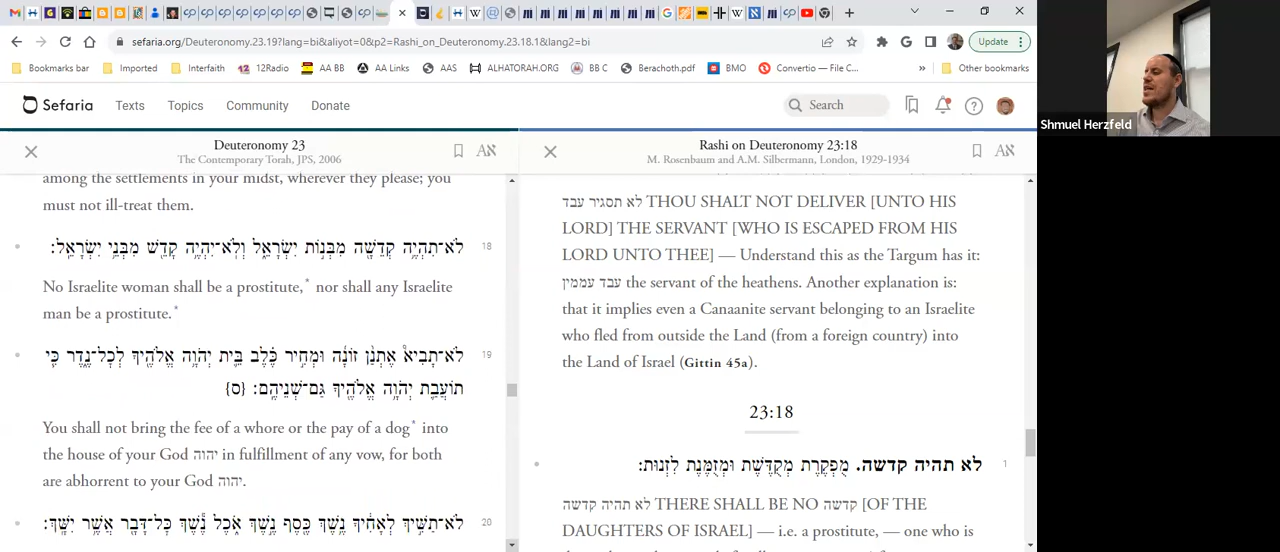 sefaria.org/Deuteronomy.23.19?lang=bi&aliyot=0&p2=Rashi_on_Deuteronomy.23.18.1&lang2=bi
Update
Bookmarks bar Imported Interfaith 12Radio AA BB AA Links AAS ALHATORAH.ORG BB C Berachoth.pdf BMO Convertio — File C... » Other bookmarks
Sefaria Texts Topics Community Donate Search
Shmuel Herzfeld
Deuteronomy 23
The Contemporary Torah, JPS, 2006
among the settlements in your midst, wherever they please; you
must not ill-treat them.
18 לֹא־תִהְיֶ֥ה קְדֵשָׁ֖ה מִבְּנ֣וֹת יִשְׂרָאֵ֑ל וְלֹֽא־יִהְיֶ֥ה קָדֵ֖שׁ מִבְּנֵ֥י יִשְׂרָאֵֽל׃
No Israelite woman shall be a prostitute,* nor shall any Israelite
man be a prostitute.*
19 לֹא־תָבִיא֩ אֶתְנַ֨ן זוֹנָ֜ה וּמְחִ֣יר כֶּ֗לֶב בֵּ֛ית יְהֹוָ֥ה אֱלֹהֶ֖יךָ לְכׇל־נֶ֑דֶר כִּ֧י
תוֹעֲבַ֛ת יְהֹוָ֥ה אֱלֹהֶ֖יךָ גַּם־שְׁנֵיהֶֽם׃ {ס}
You shall not bring the fee of a whore or the pay of a dog* into
the house of your God יהוה in fulfillment of any vow, for both
are abhorrent to your God יהוה.
20 לֹא־תַשִּׁ֣יךְ לְאָחִ֔יךָ נֶ֥שֶׁךְ כֶּ֖סֶף נֶ֣שֶׁךְ אֹ֑כֶל נֶ֕שֶׁךְ כׇּל־דָּבָ֖ר אֲשֶׁ֥ר יִשָּֽׁךְ׃
Rashi on Deuteronomy 23:18
M. Rosenbaum and A.M. Silbermann, London, 1929-1934
לא תסגיר עבד THOU SHALT NOT DELIVER [UNTO HIS
LORD] THE SERVANT [WHO IS ESCAPED FROM HIS
LORD UNTO THEE] — Understand this as the Targum has it:
עבד עממין the servant of the heathens. Another explanation is:
that it implies even a Canaanite servant belonging to an Israelite
who fled from outside the Land (from a foreign country) into
the Land of Israel (Gittin 45a).
23:18
1 לא תהיה קדשה. מֻפְקֶרֶת מְקֻדֶּשֶׁת וּמְזֻמֶּנֶת לִזְנוּת:
לא תהיה קדשה THERE SHALL BE NO קדשה [OF THE
DAUGHTERS OF ISRAEL] — i.e. a prostitute, — one who is